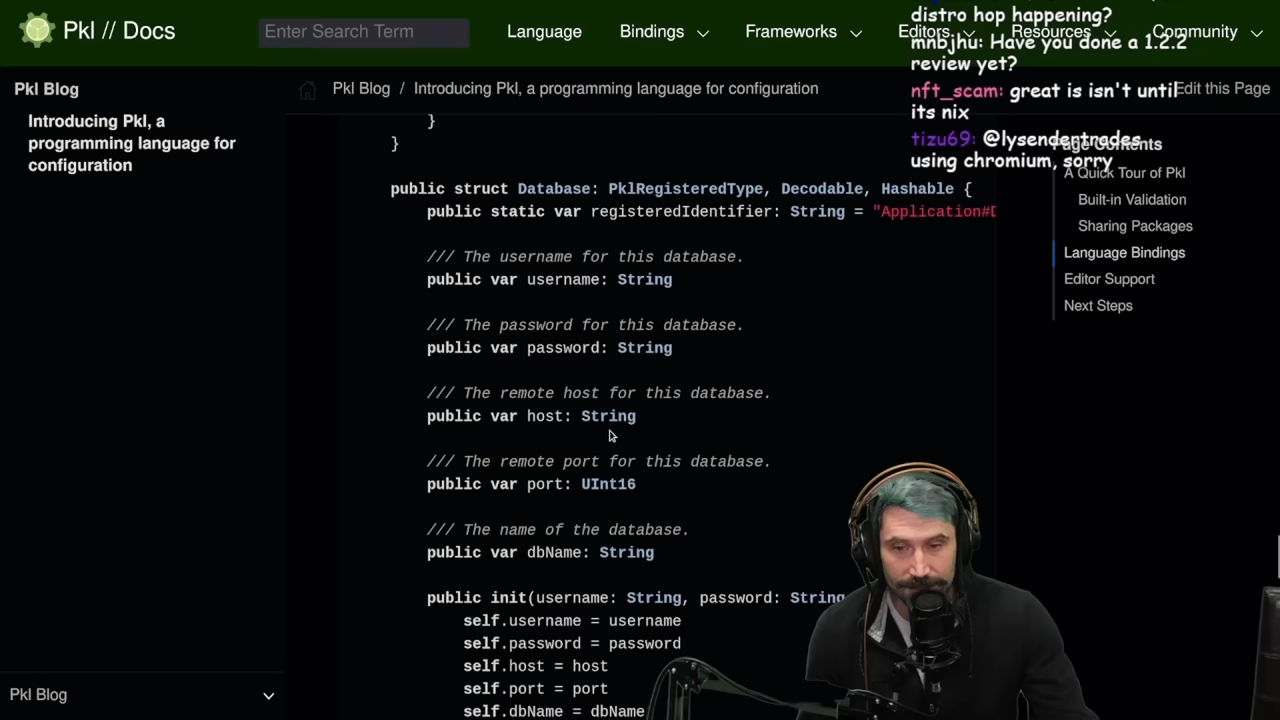 Pkl // Docs
Enter Search Term
Language
Bindings
Frameworks
Editors
Resources
Community
distro hop happening?
mnbjhu: Have you done a 1.2.2
review yet?
nft_scam: great is isn't until
its nix
tizu69: @lysendertrades
using chromium, sorry
Pkl Blog
Introducing Pkl, a
programming language for
configuration
Pkl Blog / Introducing Pkl, a programming language for configuration
Edit this Page
}
}
public struct Database: PklRegisteredType, Decodable, Hashable {
public static var registeredIdentifier: String = "Application#D
/// The username for this database.
public var username: String
/// The password for this database.
public var password: String
/// The remote host for this database.
public var host: String
/// The remote port for this database.
public var port: UInt16
/// The name of the database.
public var dbName: String
public init(username: String, password: String
self.username = username
self.password = password
self.host = host
self.port = port
self.dbName = dbName
Page Contents
A Quick Tour of Pkl
Built-in Validation
Sharing Packages
Language Bindings
Editor Support
Next Steps
Pkl Blog